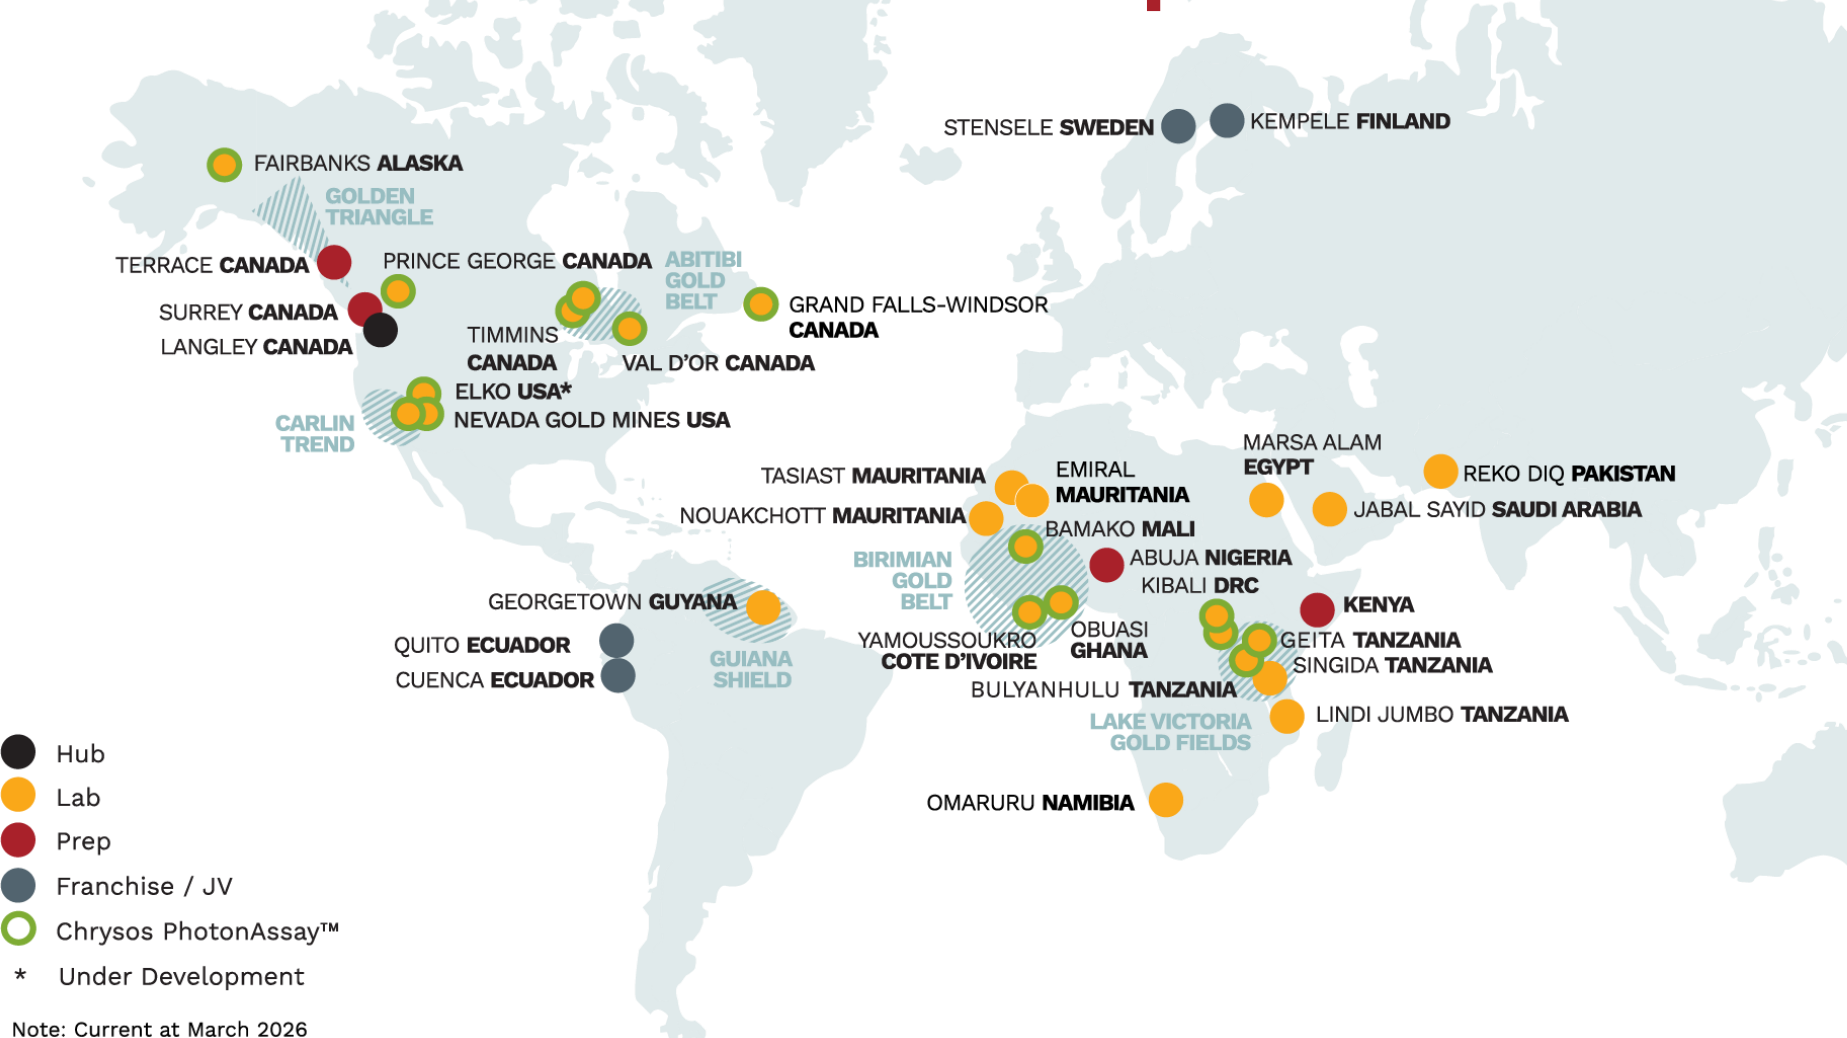 STENSELE SWEDEN
KEMPELE FINLAND
FAIRBANKS ALASKA
GOLDEN
TRIANGLE
TERRACE CANADA
PRINCE GEORGE CANADA
ABITIBI
GOLD
BELT
SURREY CANADA
LANGLEY CANADA
GRAND FALLS-WINDSOR
CANADA
TIMMINS
CANADA
VAL D'OR CANADA
ELKO USA*
NEVADA GOLD MINES USA
CARLIN
TREND
TASIAST MAURITANIA
EMIRAL
MAURITANIA
MARSA ALAM
EGYPT
REKO DIQ PAKISTAN
NOUAKCHOTT MAURITANIA
JABAL SAYID SAUDI ARABIA
BAMAKO MALI
BIRIMIAN
GOLD
BELT
ABUJA NIGERIA
KIBALI DRC
GEORGETOWN GUYANA
KENYA
QUITO ECUADOR
CUENCA ECUADOR
GUIANA
SHIELD
YAMOUSSOUKRO
COTE D'IVOIRE
OBUASI
GHANA
GEITA TANZANIA
SINGIDA TANZANIA
BULYANHULU TANZANIA
LAKE VICTORIA
GOLD FIELDS
LINDI JUMBO TANZANIA
OMARURU NAMIBIA
Hub
Lab
Prep
Franchise / JV
Chrysos PhotonAssay™
* Under Development
Note: Current at March 2026